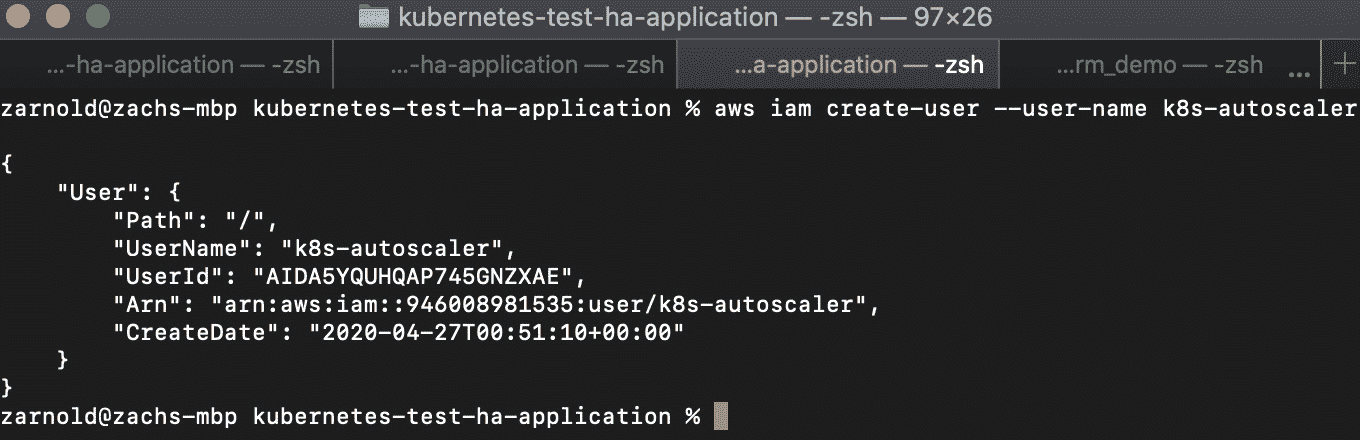 kubernetes-test-ha-application — -zsh — 97×26
...-ha-application — -zsh ...-ha-application — -zsh ...a-application — -zsh ...rm_demo — -zsh ... +
zarnold@zachs-mbp kubernetes-test-ha-application % aws iam create-user --user-name k8s-autoscaler
{
    "User": {
        "Path": "/",
        "UserName": "k8s-autoscaler",
        "UserId": "AIDA5YQUHQAP745GNZXAE",
        "Arn": "arn:aws:iam::946008981535:user/k8s-autoscaler",
        "CreateDate": "2020-04-27T00:51:10+00:00"
    }
}
zarnold@zachs-mbp kubernetes-test-ha-application %